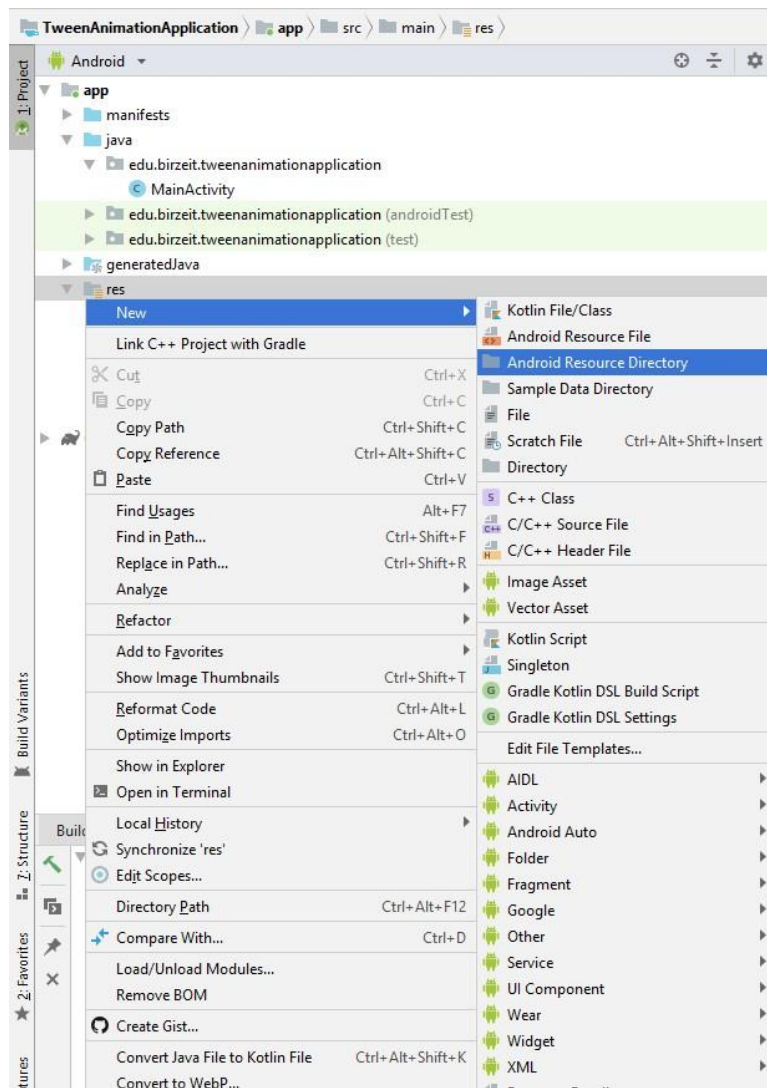 TweenAnimationApplication app src main res
1: Project
Android
app
manifests
java
edu.birzeit.tweenanimationapplication
C MainActivity
edu.birzeit.tweenanimationapplication (androidTest)
edu.birzeit.tweenanimationapplication (test)
generatedJava
res
New
Link C++ Project with Gradle
Cut Ctrl+X
Copy Ctrl+C
Copy Path Ctrl+Shift+C
Copy Reference Ctrl+Alt+Shift+C
Paste Ctrl+V
Find Usages Alt+F7
Find in Path... Ctrl+Shift+F
Replace in Path... Ctrl+Shift+R
Analyze
Refactor
Add to Favorites
Show Image Thumbnails Ctrl+Shift+T
Reformat Code Ctrl+Alt+L
Optimize Imports Ctrl+Alt+O
Show in Explorer
Open in Terminal
Local History
Synchronize 'res'
Edit Scopes...
Directory Path Ctrl+Alt+F12
Compare With... Ctrl+D
Load/Unload Modules...
Remove BOM
Create Gist...
Convert Java File to Kotlin File Ctrl+Alt+Shift+K
Convert to WebP...
Kotlin File/Class
Android Resource File
Android Resource Directory
Sample Data Directory
File
Scratch File Ctrl+Alt+Shift+Insert
Directory
S C++ Class
C++ C/C++ Source File
H C/C++ Header File
Image Asset
Vector Asset
Kotlin Script
Singleton
G Gradle Kotlin DSL Build Script
G Gradle Kotlin DSL Settings
Edit File Templates...
AIDL
Activity
Android Auto
Folder
Fragment
Google
Other
Service
UI Component
Wear
Widget
XML
Build Variants
Z: Structure
2: Favorites